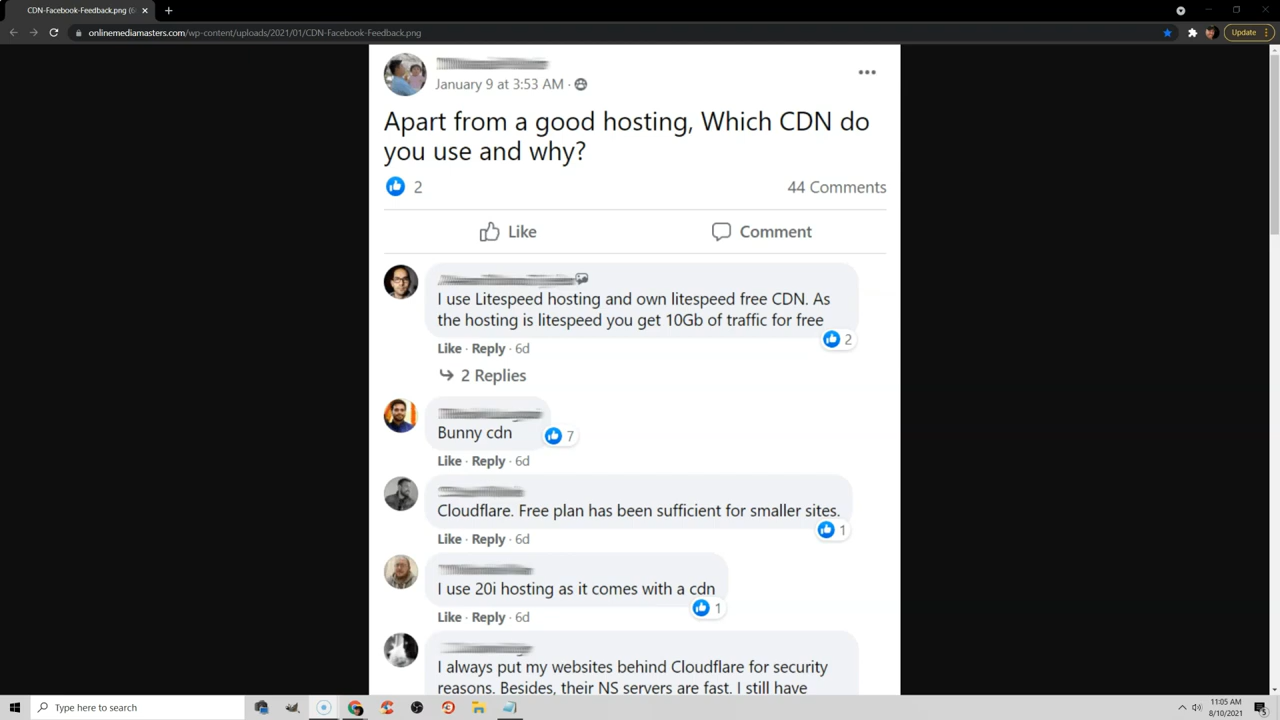 CDN-Facebook-Feedback.png (6
onlinemediamasters.com/wp-content/uploads/2021/01/CDN-Facebook-Feedback.png
Update
January 9 at 3:53 AM ·
Apart from a good hosting, Which CDN do
you use and why?
2
44 Comments
Like
Comment
I use Litespeed hosting and own litespeed free CDN. As
the hosting is litespeed you get 10Gb of traffic for free
2
Like · Reply · 6d
2 Replies
Bunny cdn
7
Like · Reply · 6d
Cloudflare. Free plan has been sufficient for smaller sites.
1
Like · Reply · 6d
I use 20i hosting as it comes with a cdn
1
Like · Reply · 6d
I always put my websites behind Cloudflare for security
reasons. Besides, their NS servers are fast. I still have
Type here to search
11:05 AM
8/10/2021
5